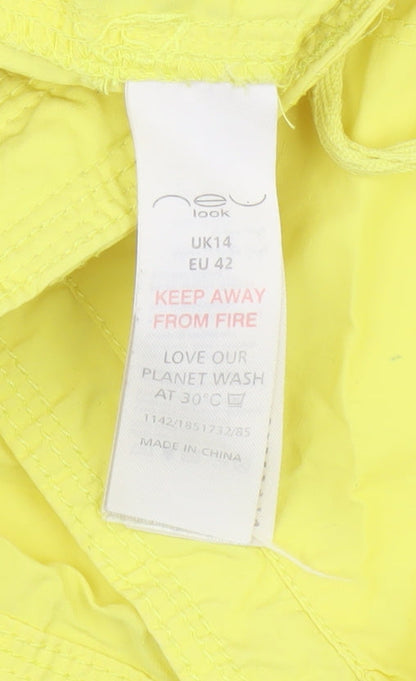 new
look
UK14
EU 42
KEEP AWAY
FROM FIRE
LOVE OUR
PLANET WASH
AT 30°C
1142/1851732/85
MADE IN CHINA